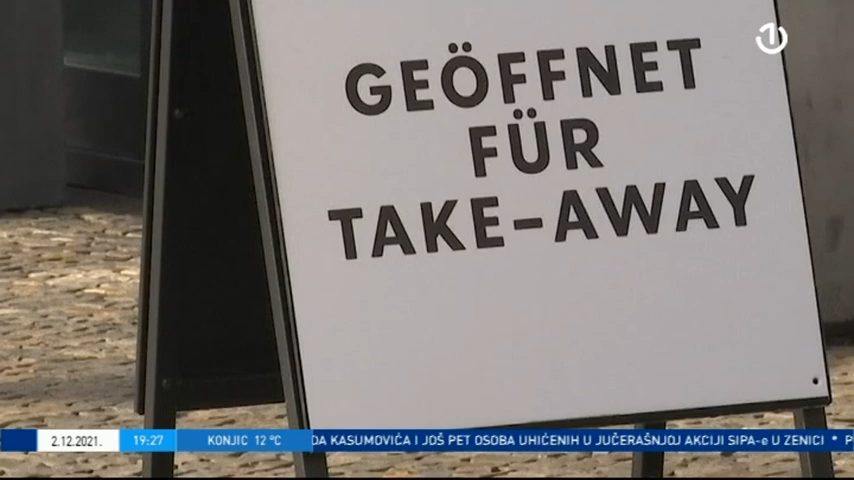 GEÖFFNET
FÜR
TAKE-AWAY
2.12.2021. 19:27 KONJIC 12 °C DA KASUMOVIĆA I JOŠ PET OSOBA UHIĆENIH U JUČERAŠNJOJ AKCIJI SIPA-e U ZENICI * P